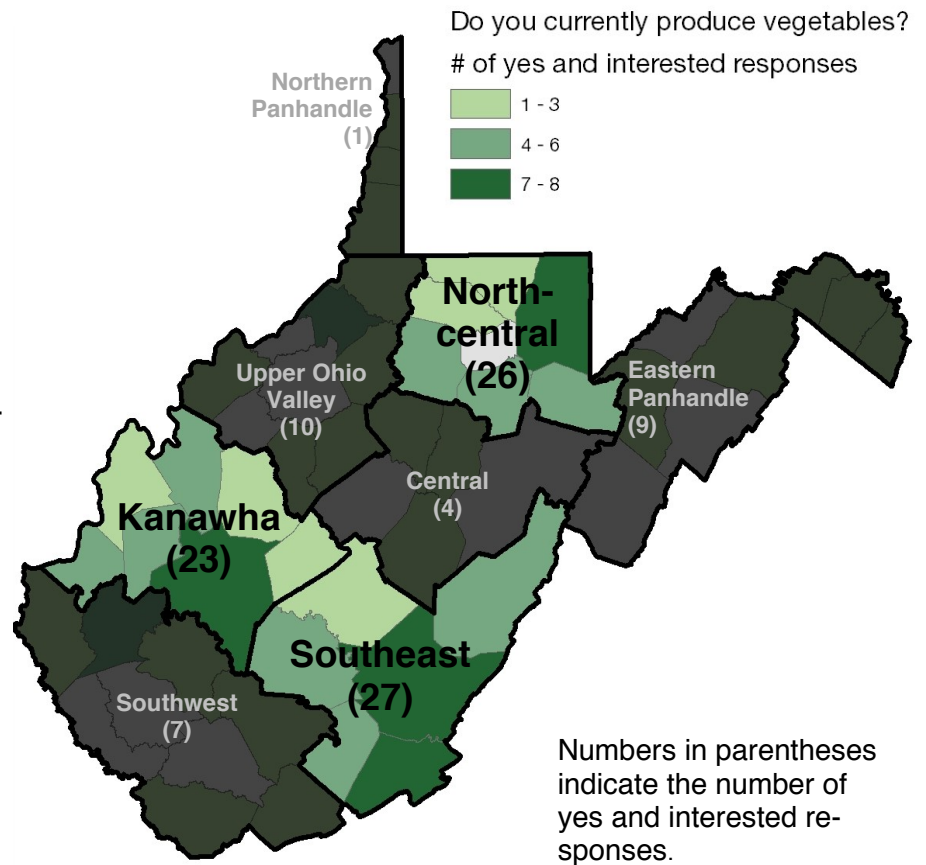 Do you currently produce vegetables?
# of yes and interested responses
1 - 3
4 - 6
7 - 8
Northern
Panhandle
(1)
North-
central
(26)
Upper Ohio
Valley
(10)
Eastern
Panhandle
(9)
Central
(4)
Kanawha
(23)
Southeast
(27)
Southwest
(7)
Numbers in parentheses
indicate the number of
yes and interested re-
sponses.